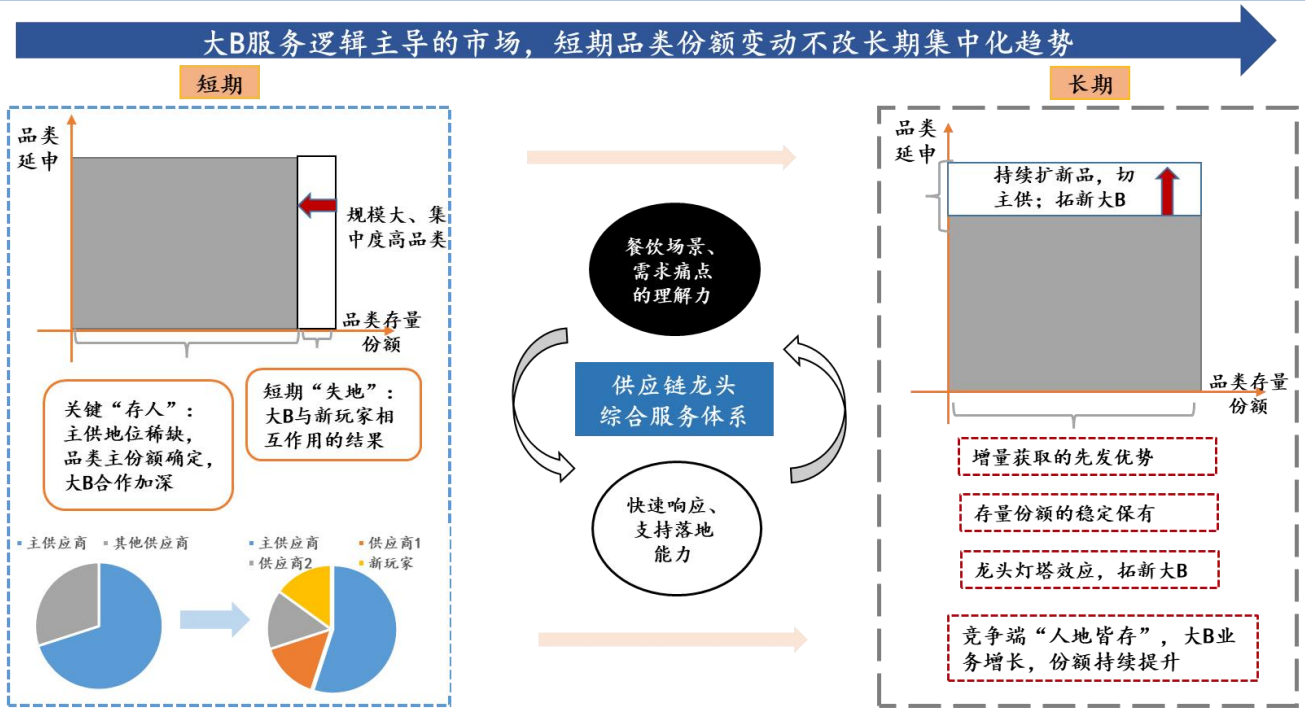 大B服务逻辑主导的市场，短期品类份额变动不改长期集中化趋势
短期
品类
延申
规模大、集
中度高品类
品类存量
份额
关键“存人”：
主供地位稀缺，
品类主份额确定，
大B合作加深
短期“失地”：
大B与新玩家相
互作用的结果
主供应商
其他供应商
主供应商
供应商1
供应商2
新玩家
餐饮场景、
需求痛点
的理解力
供应链龙头
综合服务体系
快速响应、
支持落地
能力
长期
品类
延申
持续扩新品，切
主供；拓新大B
品类存量
份额
增量获取的先发优势
存量份额的稳定保有
龙头灯塔效应，拓新大B
竞争端“人地皆存”，大B业
务增长，份额持续提升